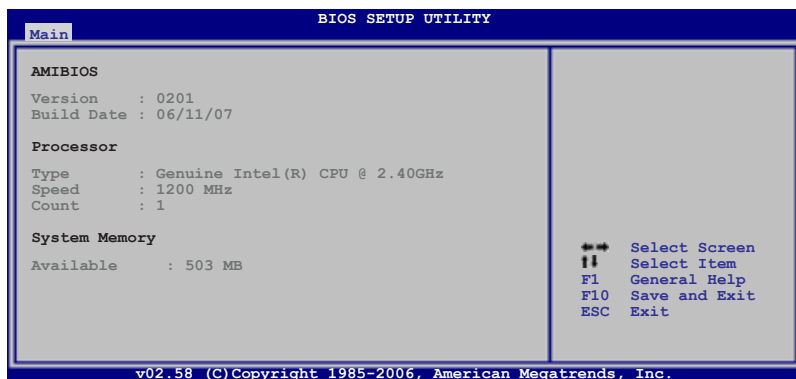 BIOS SETUP UTILITY
Main
AMIBIOS
Version : 0201
Build Date : 06/11/07
Processor
Type : Genuine Intel(R) CPU @ 2.40GHz
Speed : 1200 MHz
Count : 1
System Memory
Available : 503 MB
←→ Select Screen
↑↓ Select Item
F1 General Help
F10 Save and Exit
ESC Exit
v02.58 (C)Copyright 1985-2006, American Megatrends, Inc.